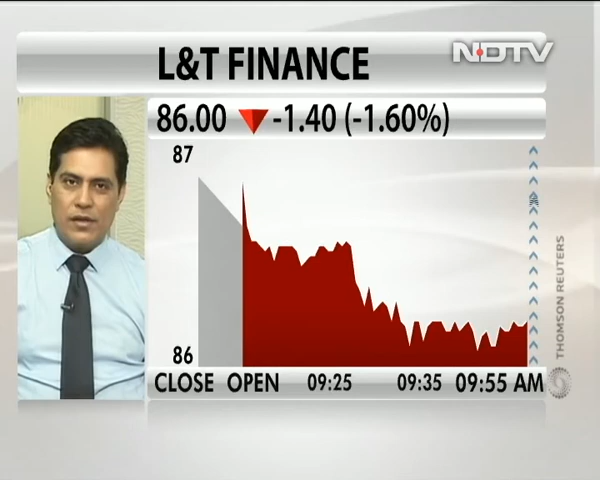 L&T FINANCE
NDTV
86.00 -1.40 (-1.60%)
87
86
CLOSE OPEN 09:25 09:35 09:55 AM
THOMSON REUTERS